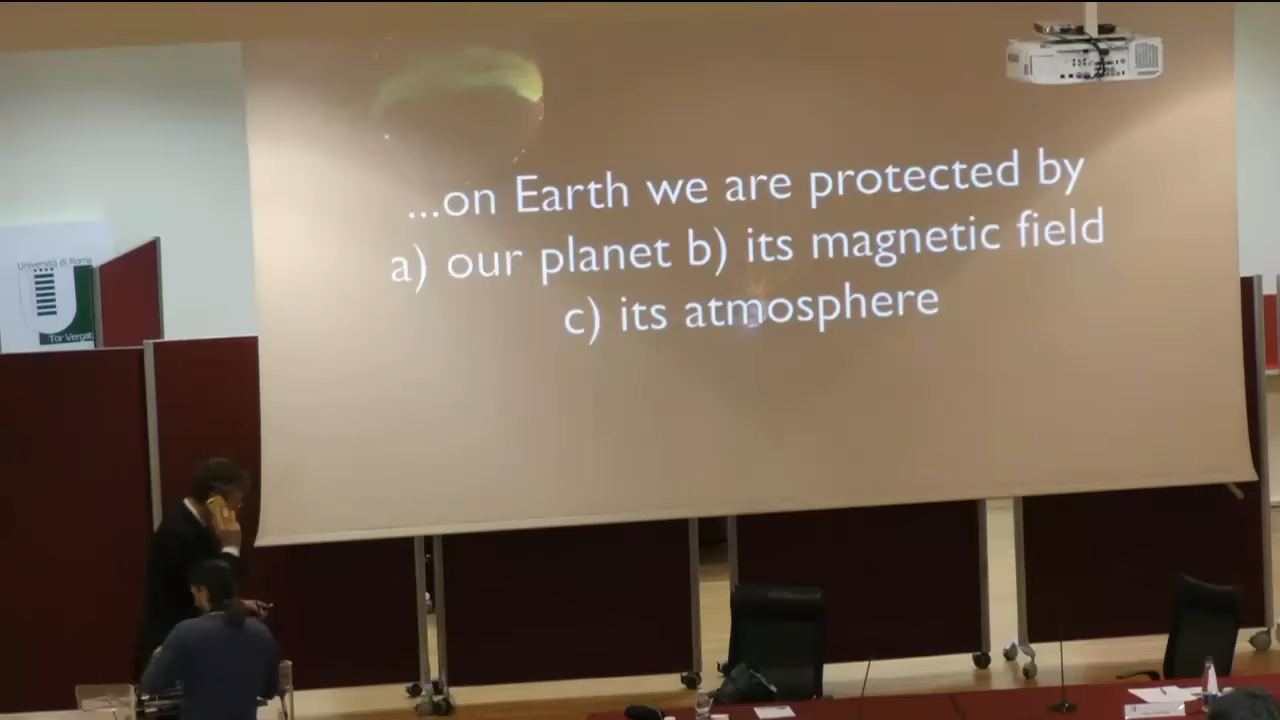 ...on Earth we are protected by
a) our planet b) its magnetic field
c) its atmosphere
Università di Roma
Tor Vergata